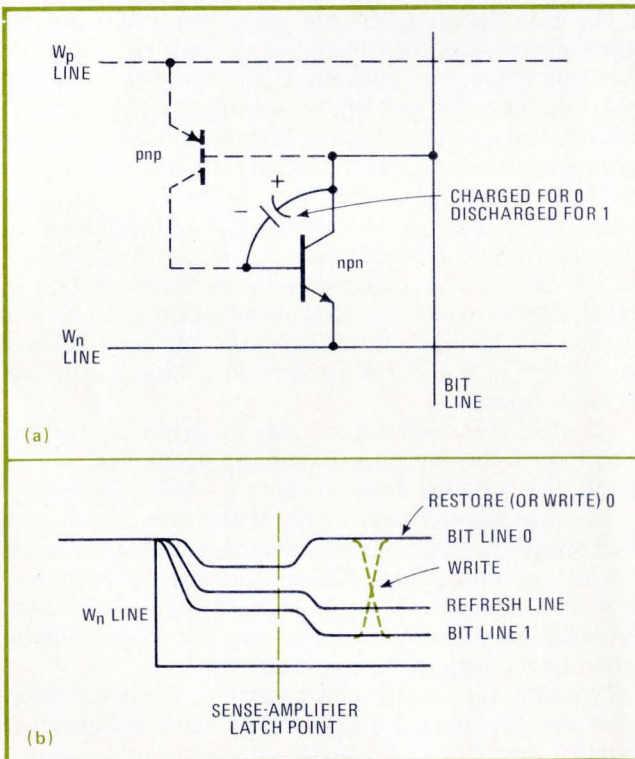 Wp
LINE
pnp
+
–
CHARGED FOR 0
DISCHARGED FOR 1
npn
Wn
LINE
BIT
LINE
(a)
RESTORE (OR WRITE) 0
BIT LINE 0
WRITE
Wn LINE
REFRESH LINE
BIT LINE 1
SENSE-AMPLIFIER
LATCH POINT
(b)